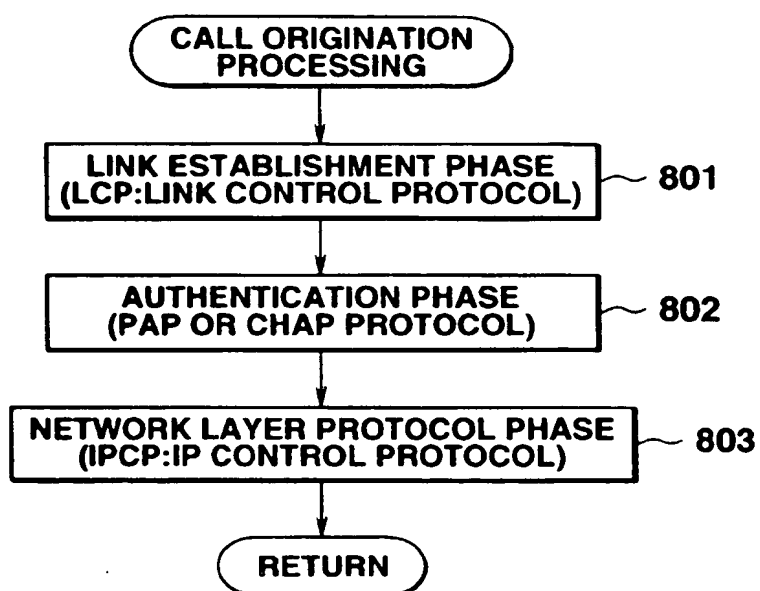 CALL ORIGINATION
PROCESSING
LINK ESTABLISHMENT PHASE
(LCP:LINK CONTROL PROTOCOL)
801
AUTHENTICATION PHASE
(PAP OR CHAP PROTOCOL)
802
NETWORK LAYER PROTOCOL PHASE
(IPCP:IP CONTROL PROTOCOL)
803
RETURN